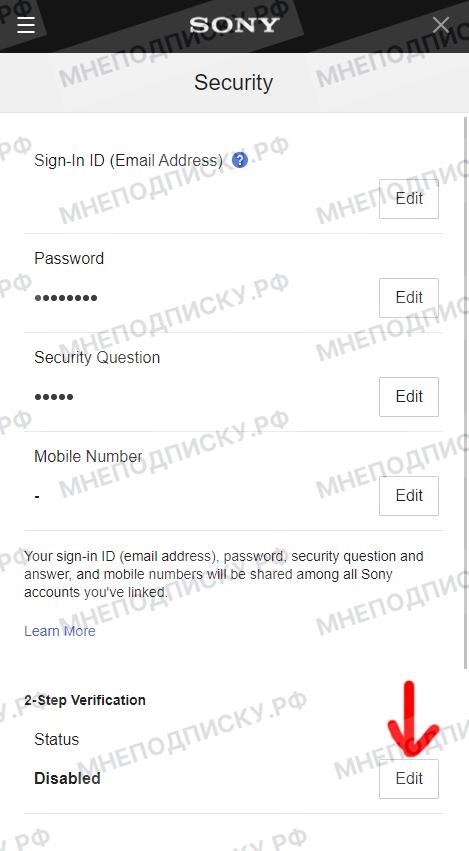 SONY
Security
Sign-In ID (Email Address) ?
Edit
Password
Edit
Security Question
Edit
Mobile Number
-
Edit
Your sign-in ID (email address), password, security question and
answer, and mobile numbers will be shared among all Sony
accounts you've linked.
Learn More
2-Step Verification
Status
Disabled
Edit
МНЕПОДПИСКУ.РФ